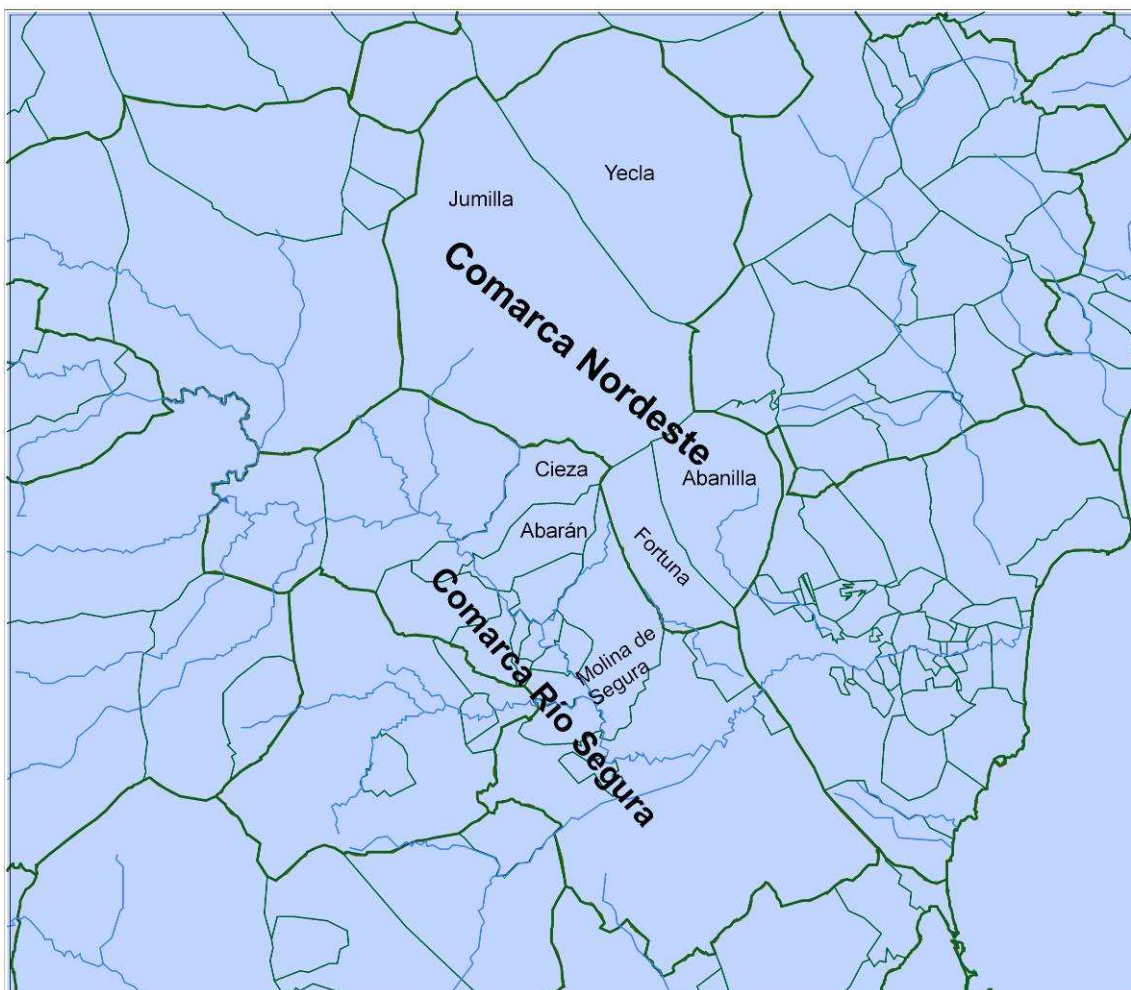 Yecla
Jumilla
Comarca Nordeste
Cieza
Abanilla
Abarán
Fortuna
Comarca Río Segura
Molina de
Segura